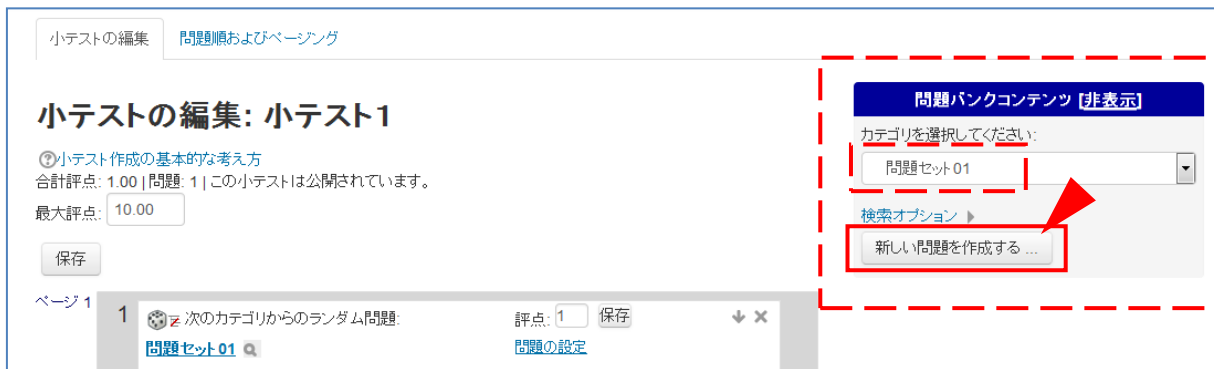 小テストの編集 問題順およびページング
小テストの編集: 小テスト1
小テスト作成の基本的な考え方
合計評点: 1.00 | 問題: 1 | この小テストは公開されています。
最大評点: 10.00
保存
ページ 1
1 次のカテゴリからのランダム問題: 評点: 1 保存
問題セット01 問題の設定
問題バンクコンテンツ [非表示]
カテゴリを選択してください:
問題セット01
検索オプション
新しい問題を作成する ...